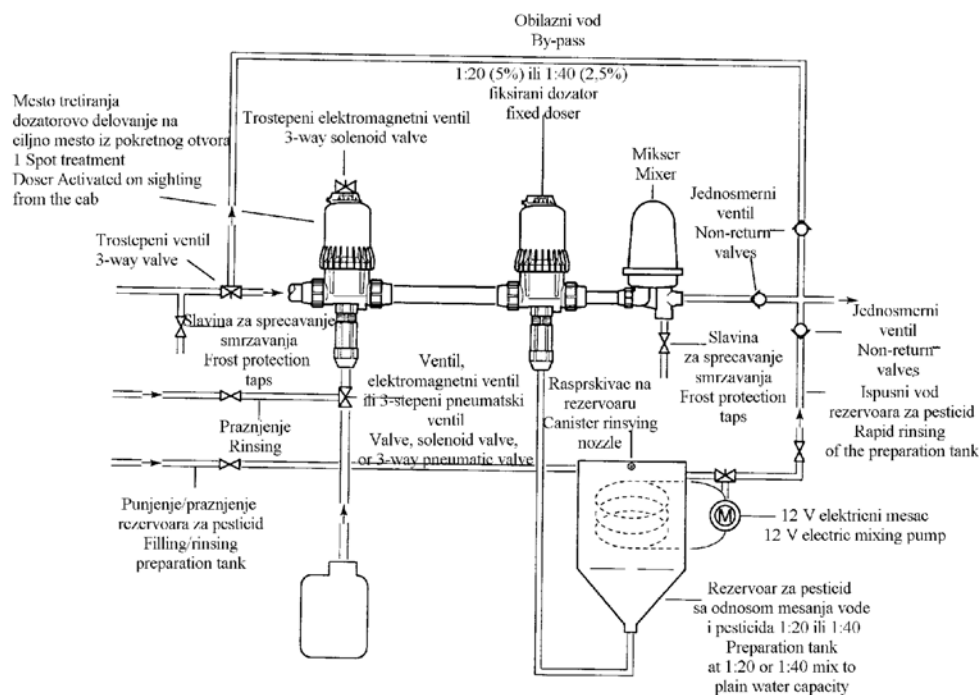 Obilazni vod
By-pass
1:20 (5%) ili 1:40 (2,5%)
fiksirani dozator
fixed doser
Mesto tretiranja
dozatorovo delovanje na
ciljno mesto iz pokretnog otvora
1 Spot treatment
Doser Activated on sighting
from the cab
Trostepeni elektromagnetni ventil
3-way solenoid valve
Mikser
Mixer
Jednosmerni
ventil
Non-return
valves
Trostepeni ventil
3-way valve
Slavina za sprecavanje
smrzavanja
Frost protection
taps
Ventil,
elektromagnetni ventil
ili 3-stepeni pneumatski
ventil
Valve, solenoid valve,
or 3-way pneumatic valve
Rasprskivac na
rezervoaru
Canister rinsving
nozzle
Slavina
za sprecavanje
smrzavanja
Frost protection
taps
Jednosmerni
ventil
Non-return
valves
Ispusni vod
rezervoara za pesticid
Rapid rinsing
of the preparation tank
Praznjenje
Rinsing
Punjenje/praznjenje
rezervoara za pesticid
Filling/rinsing
preparation tank
M
12 V elektricni mesac
12 V electric mixing pump
Rezervoar za pesticid
sa odnosom mesanja vode
i pesticida 1:20 ili 1:40
Preparation tank
at 1:20 or 1:40 mix to
plain water capacity